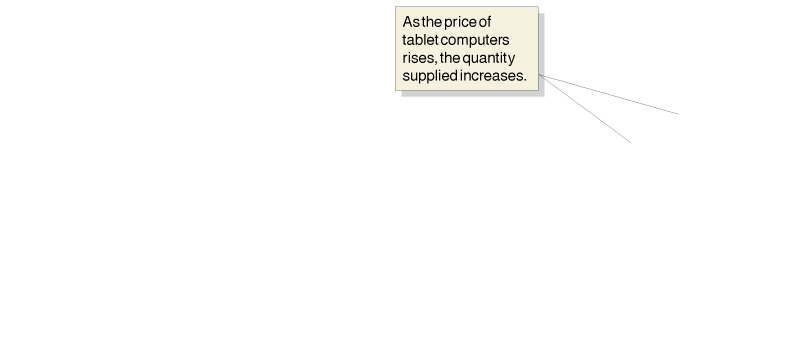 As the price of
tablet computers
rises, the quantity
supplied increases.